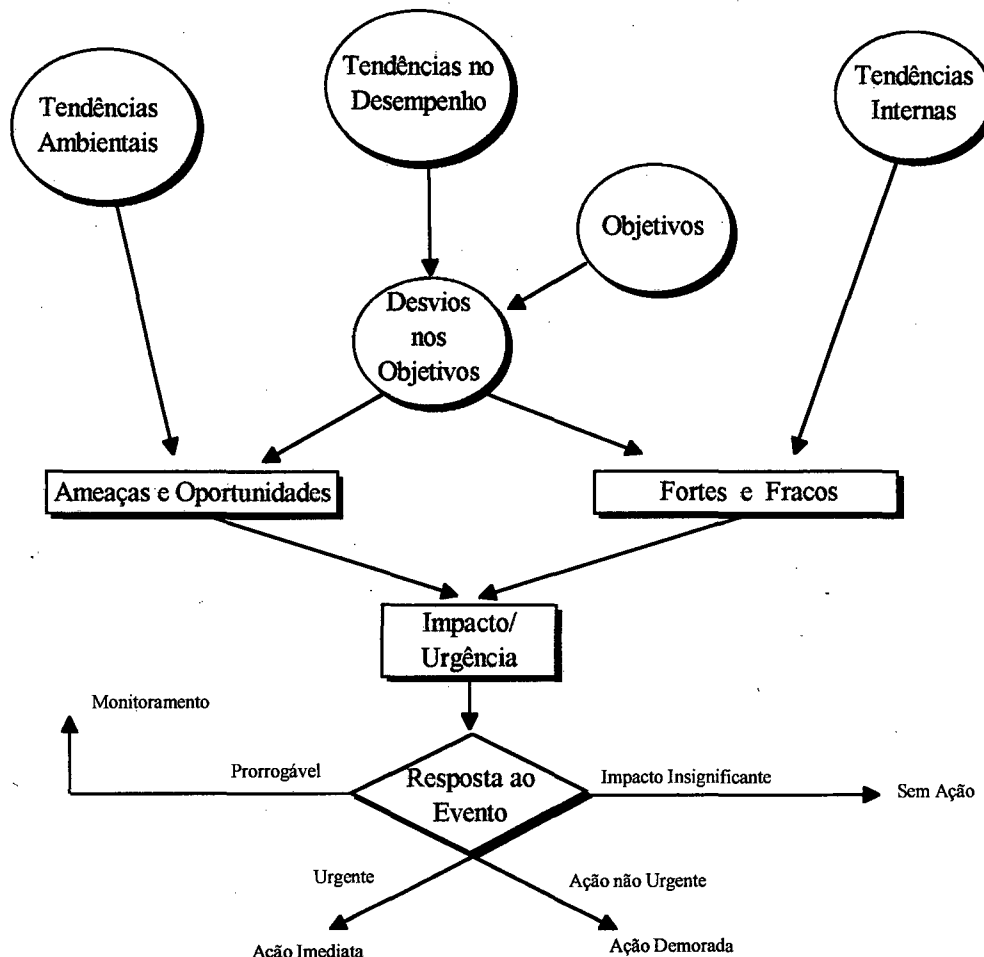 Tendências
Ambientais
Tendências no
Desempenho
Tendências
Internas
Objetivos
Desvios
nos
Objetivos
Ameaças e Oportunidades
Fortes e Fracos
Impacto/
Urgência
Monitoramento
Prorrogável
Resposta ao
Evento
Impacto Insignificante
Sem Ação
Urgente
Ação não Urgente
Ação Imediata
Ação Demorada